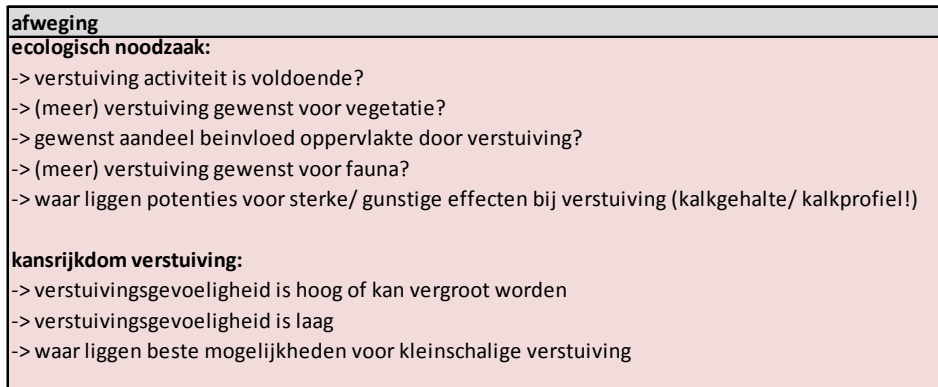 afweging
ecologisch noodzaak:
-> verstuiving activiteit is voldoende?
-> (meer) verstuiving gewenst voor vegetatie?
-> gewenst aandeel beinvloed oppervlakte door verstuiving?
-> (meer) verstuiving gewenst voor fauna?
-> waar liggen potenties voor sterke/ gunstige effecten bij verstuiving (kalkgehalte/ kalkprofiel!)
kansrijkdom verstuiving:
-> verstuivingsgevoeligheid is hoog of kan vergroot worden
-> verstuivingsgevoeligheid is laag
-> waar liggen beste mogelijkheden voor kleinschalige verstuiving